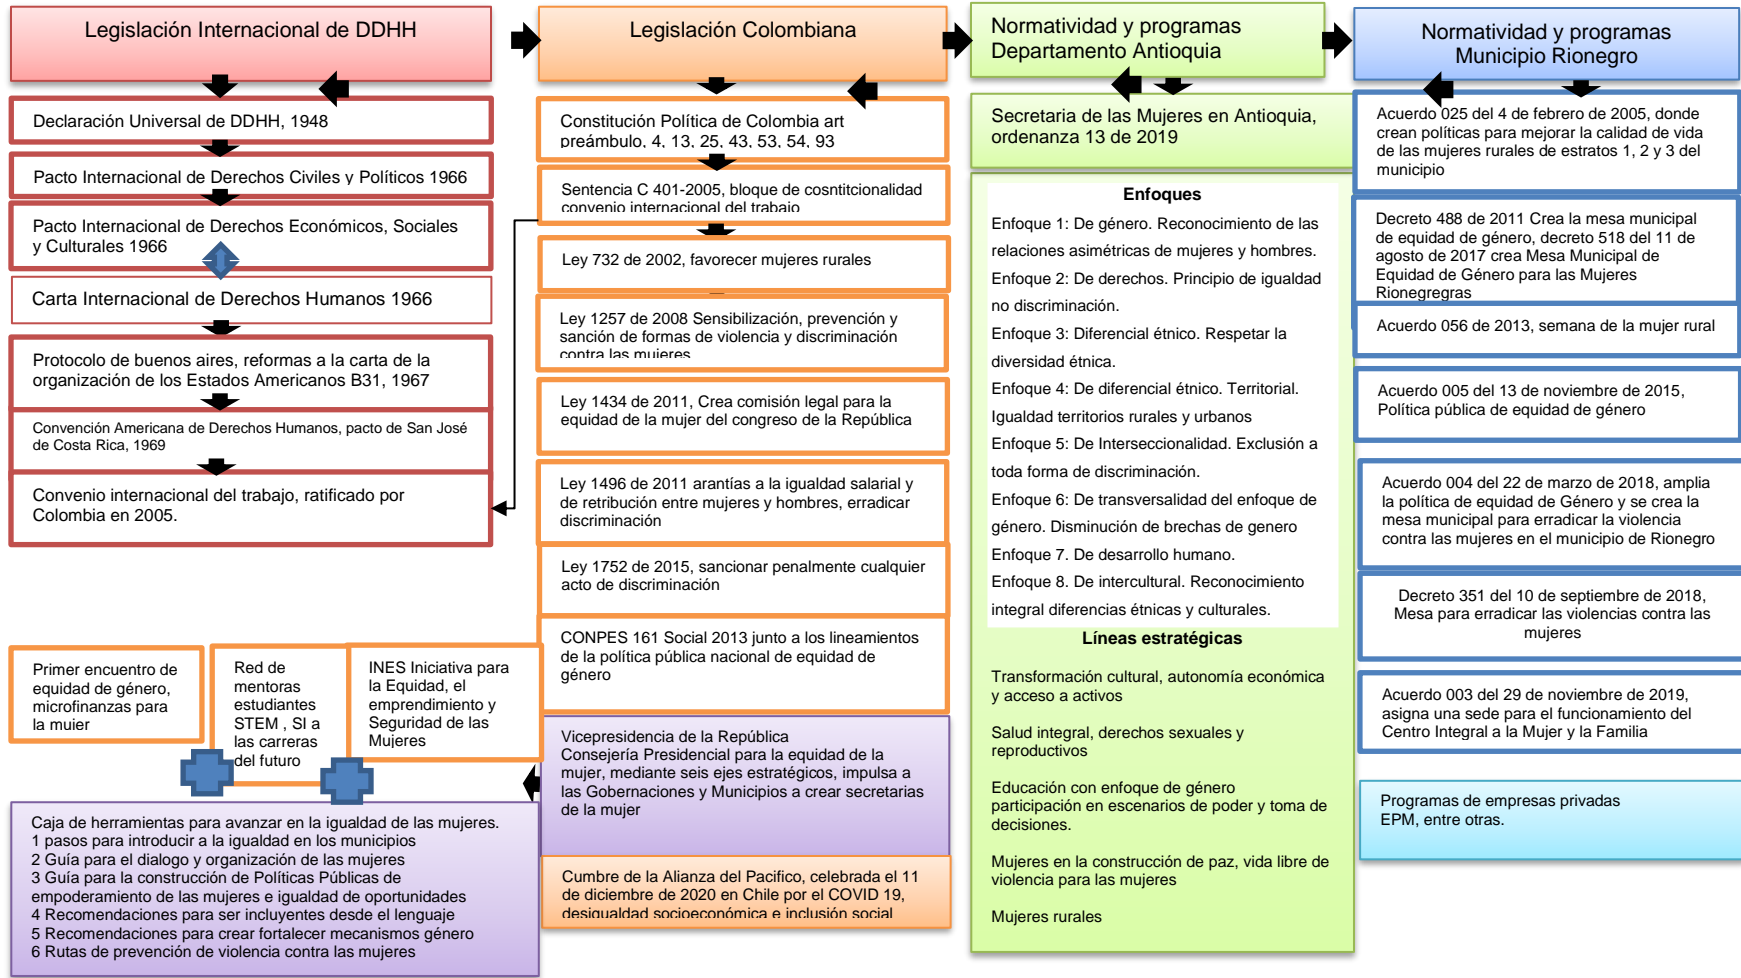 Legislación Internacional de DDHH
Declaración Universal de DDHH, 1948
Pacto Internacional de Derechos Civiles y Políticos 1966
Pacto Internacional de Derechos Económicos, Sociales
y Culturales 1966
Carta Internacional de Derechos Humanos 1966
Protocolo de buenos aires, reformas a la carta de la
organización de los Estados Americanos B31, 1967
Convención Americana de Derechos Humanos, pacto de San José
de Costa Rica, 1969
Convenio internacional del trabajo, ratificado por
Colombia en 2005.
Primer encuentro de
equidad de género,
microfinanzas para
la mujer
Red de
mentoras
estudiantes
STEM , SI a
las carreras
del futuro
INES Iniciativa para
la Equidad, el
emprendimiento y
Seguridad de las
Mujeres
Caja de herramientas para avanzar en la igualdad de las mujeres.
1 pasos para introducir a la igualdad en los municipios
2 Guía para el dialogo y organización de las mujeres
3 Guía para la construcción de Políticas Públicas de
empoderamiento de las mujeres e igualdad de oportunidades
4 Recomendaciones para ser incluyentes desde el lenguaje
5 Recomendaciones para crear fortalecer mecanismos género
6 Rutas de prevención de violencia contra las mujeres
Legislación Colombiana
Constitución Política de Colombia art
preámbulo, 4, 13, 25, 43, 53, 54, 93
Sentencia C 401-2005, bloque de cosntitcionalidad
convenio internacional del trabajo
Ley 732 de 2002, favorecer mujeres rurales
Ley 1257 de 2008 Sensibilización, prevención y
sanción de formas de violencia y discriminación
contra las mujeres
Ley 1434 de 2011, Crea comisión legal para la
equidad de la mujer del congreso de la República
Ley 1496 de 2011 arantías a la igualdad salarial y
de retribución entre mujeres y hombres, erradicar
discriminación
Ley 1752 de 2015, sancionar penalmente cualquier
acto de discriminación
CONPES 161 Social 2013 junto a los lineamientos
de la política pública nacional de equidad de
género
Vicepresidencia de la República
Consejería Presidencial para la equidad de la
mujer, mediante seis ejes estratégicos, impulsa a
las Gobernaciones y Municipios a crear secretarias
de la mujer
Cumbre de la Alianza del Pacifico, celebrada el 11
de diciembre de 2020 en Chile por el COVID 19,
desigualdad socioeconómica e inclusión social
Normatividad y programas
Departamento Antioquia
Secretaria de las Mujeres en Antioquia,
ordenanza 13 de 2019
Enfoques
Enfoque 1: De género. Reconocimiento de las
relaciones asimétricas de mujeres y hombres.
Enfoque 2: De derechos. Principio de igualdad
no discriminación.
Enfoque 3: Diferencial étnico. Respetar la
diversidad étnica.
Enfoque 4: De diferencial étnico. Territorial.
Igualdad territorios rurales y urbanos
Enfoque 5: De Interseccionalidad. Exclusión a
toda forma de discriminación.
Enfoque 6: De transversalidad del enfoque de
género. Disminución de brechas de genero
Enfoque 7. De desarrollo humano.
Enfoque 8. De intercultural. Reconocimiento
integral diferencias étnicas y culturales.
Líneas estratégicas
Transformación cultural, autonomía económica
y acceso a activos
Salud integral, derechos sexuales y
reproductivos
Educación con enfoque de género
participación en escenarios de poder y toma de
decisiones.
Mujeres en la construcción de paz, vida libre de
violencia para las mujeres
Mujeres rurales
Normatividad y programas
Municipio Rionegro
Acuerdo 025 del 4 de febrero de 2005, donde
crean políticas para mejorar la calidad de vida
de las mujeres rurales de estratos 1, 2 y 3 del
municipio
Decreto 488 de 2011 Crea la mesa municipal
de equidad de género, decreto 518 del 11 de
agosto de 2017 crea Mesa Municipal de
Equidad de Género para las Mujeres
Rionegregras
Acuerdo 056 de 2013, semana de la mujer rural
Acuerdo 005 del 13 de noviembre de 2015,
Política pública de equidad de género
Acuerdo 004 del 22 de marzo de 2018, amplia
la política de equidad de Género y se crea la
mesa municipal para erradicar la violencia
contra las mujeres en el municipio de Rionegro
Decreto 351 del 10 de septiembre de 2018,
Mesa para erradicar las violencias contra las
mujeres
Acuerdo 003 del 29 de noviembre de 2019,
asigna una sede para el funcionamiento del
Centro Integral a la Mujer y la Familia
Programas de empresas privadas
EPM, entre otras.